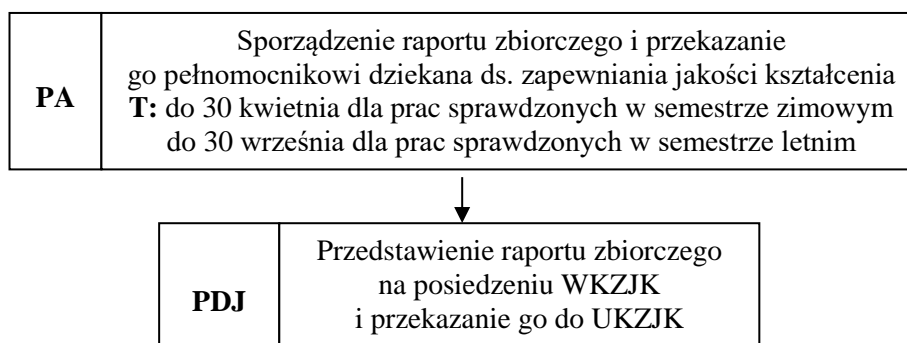 PA
Sporządzenie raportu zbiorczego i przekazanie
go pełnomocnikowi dziekana ds. zapewniania jakości kształcenia
T: do 30 kwietnia dla prac sprawdzonych w semestrze zimowym
do 30 września dla prac sprawdzonych w semestrze letnim
PDJ
Przedstawienie raportu zbiorczego
na posiedzeniu WKZJK
i przekazanie go do UKZJK